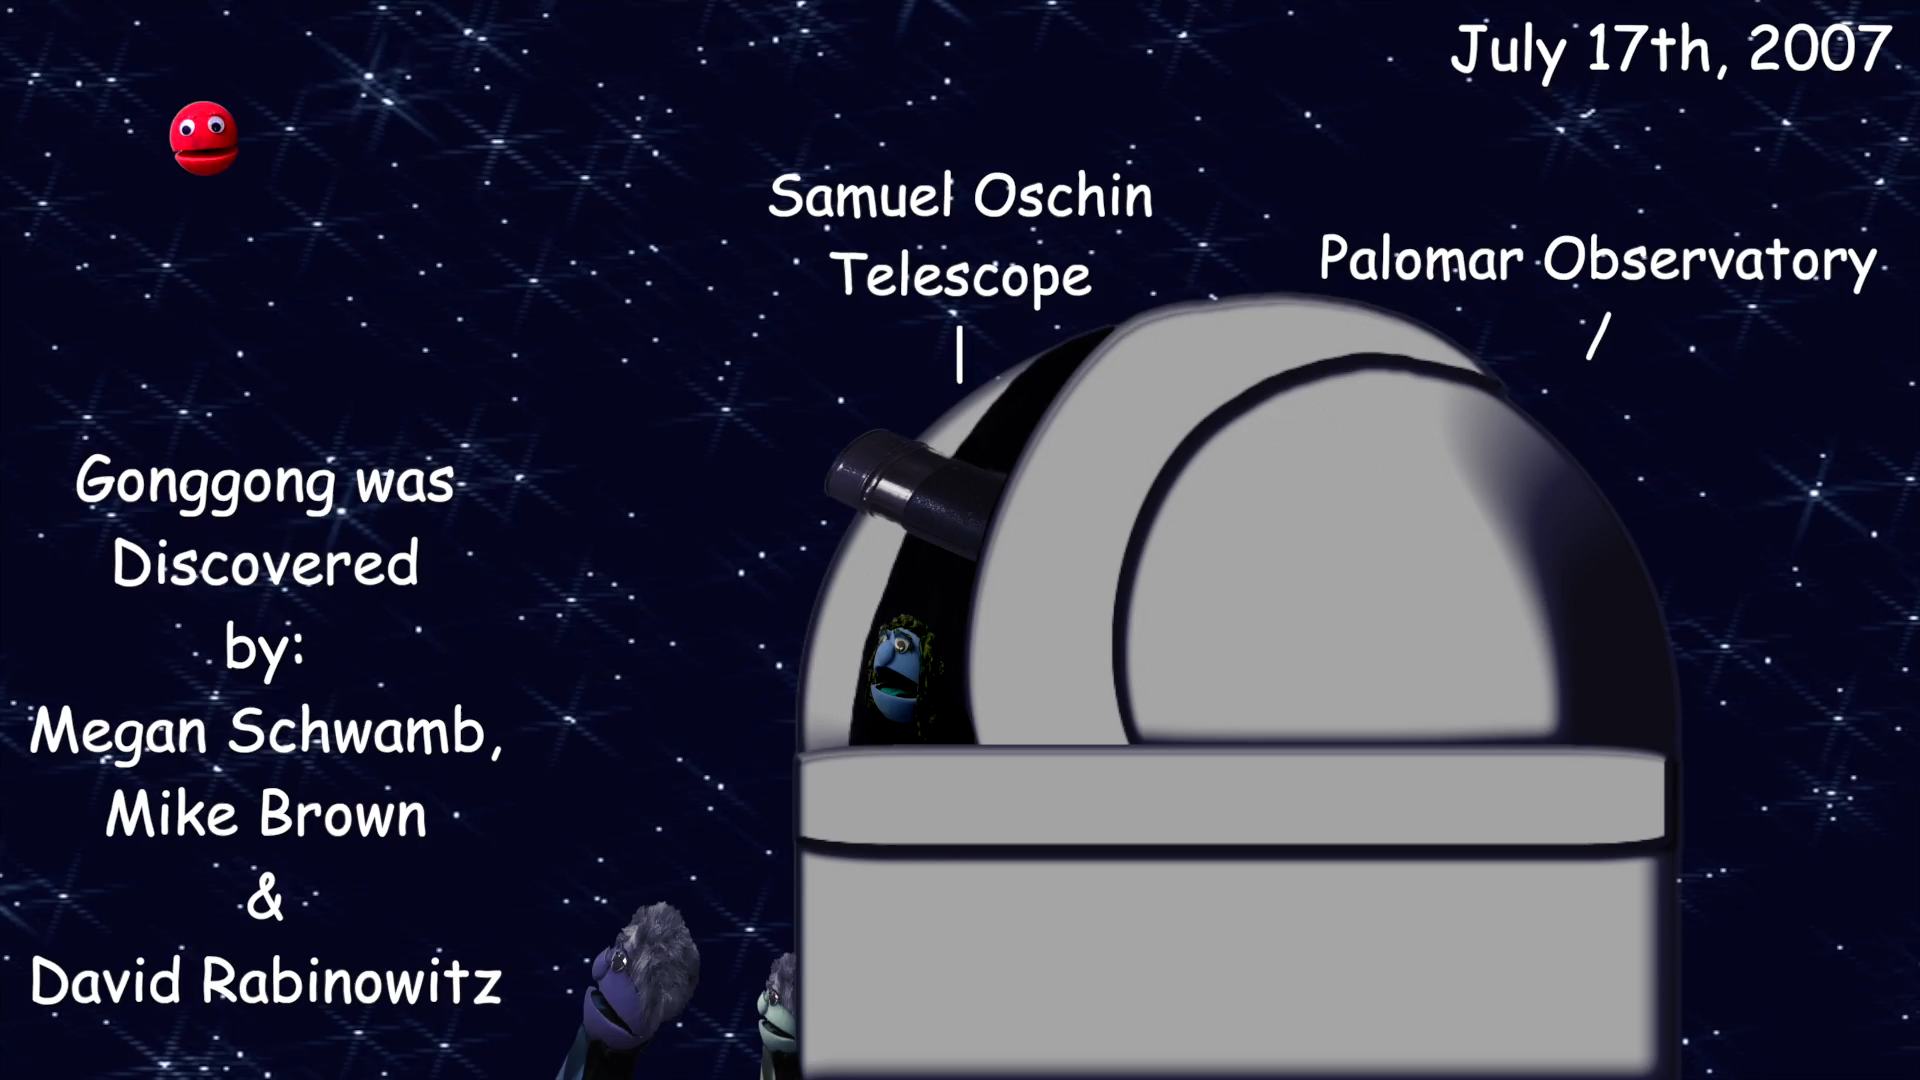 July 17th, 2007
Samuel Oschin
Telescope
Palomar Observatory
Gonggong was
Discovered
by:
Megan Schwamb,
Mike Brown
&
David Rabinowitz